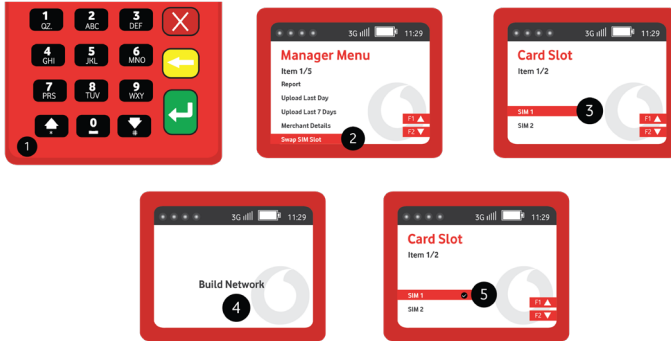 1
QZ.
2
ABC
3
DEF
4
GHI
5
JKL
6
MNO
7
PRS
8
TUV
9
WXY
*
0
#
1
3G 11:29
Manager Menu
Item 1/5
Report
Upload Last Day
Upload Last 7 Days
Merchant Details
Swap SIM Slot
2
F1
F2
3G 11:29
Card Slot
Item 1/2
SIM 1
3
SIM 2
F1
F2
3G 11:29
Build Network
4
3G 11:29
Card Slot
Item 1/2
SIM 1
5
SIM 2
F1
F2